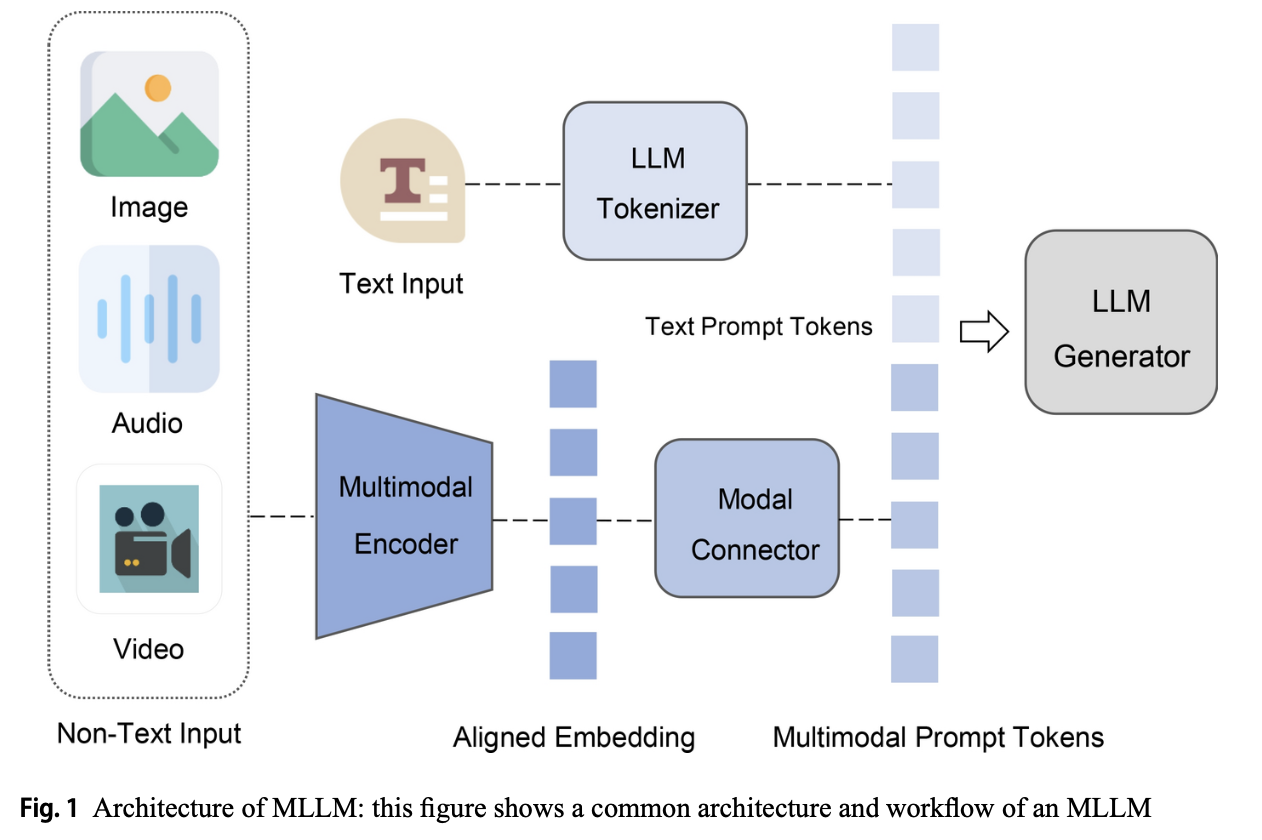 Image
Audio
Video
Non-Text Input
T
Text Input
LLM
Tokenizer
Text Prompt Tokens
Multimodal
Encoder
Aligned Embedding
Modal
Connector
Multimodal Prompt Tokens
LLM
Generator
Fig. 1 Architecture of MLLM: this figure shows a common architecture and workflow of an MLLM